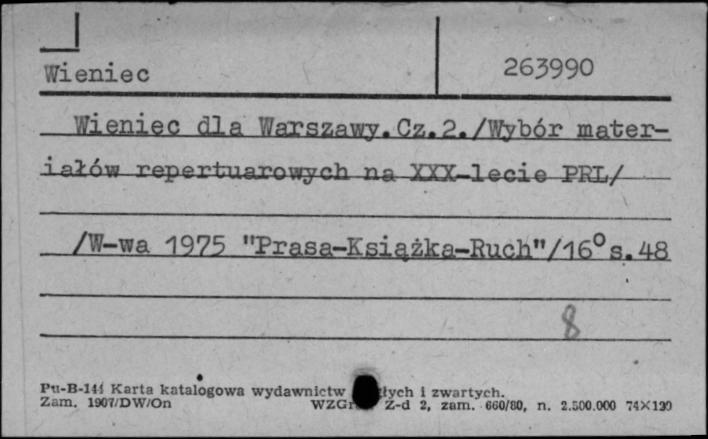 Wieniec 263990
Wieniec dla Warszawy.Cz.2./Wybór mater-
iałów repertuarowych na XXX-lecie PRL/
/W-wa 1975 "Prasa-Książka-Ruch"/16° s.48
8
Pu-B-144 Karta katalogowa wydawnictw i zwartych.
Zam. 1907/DW/On Z-d 2, zam. 660/80, n. 2.500.000 74×120